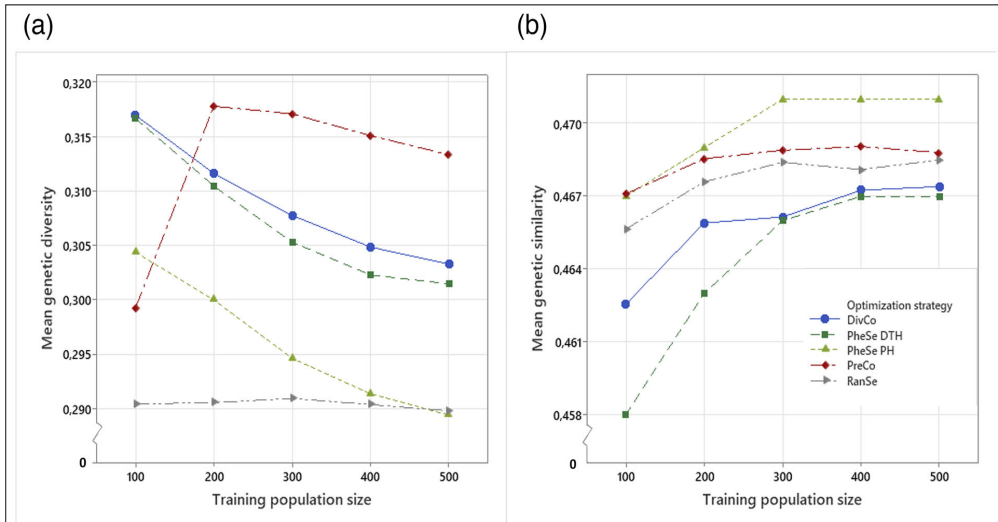 (a)
(b)
Mean genetic diversity
0,320
0,315
0,310
0,305
0,300
0,295
0,290
0
100
200
300
400
500
Training population size
Mean genetic similarity
0,470
0,467
0,464
0,461
0,458
0
Optimization strategy
DivCo
PheSe DTH
PheSe PH
PreCo
RanSe
100
200
300
400
500
Training population size